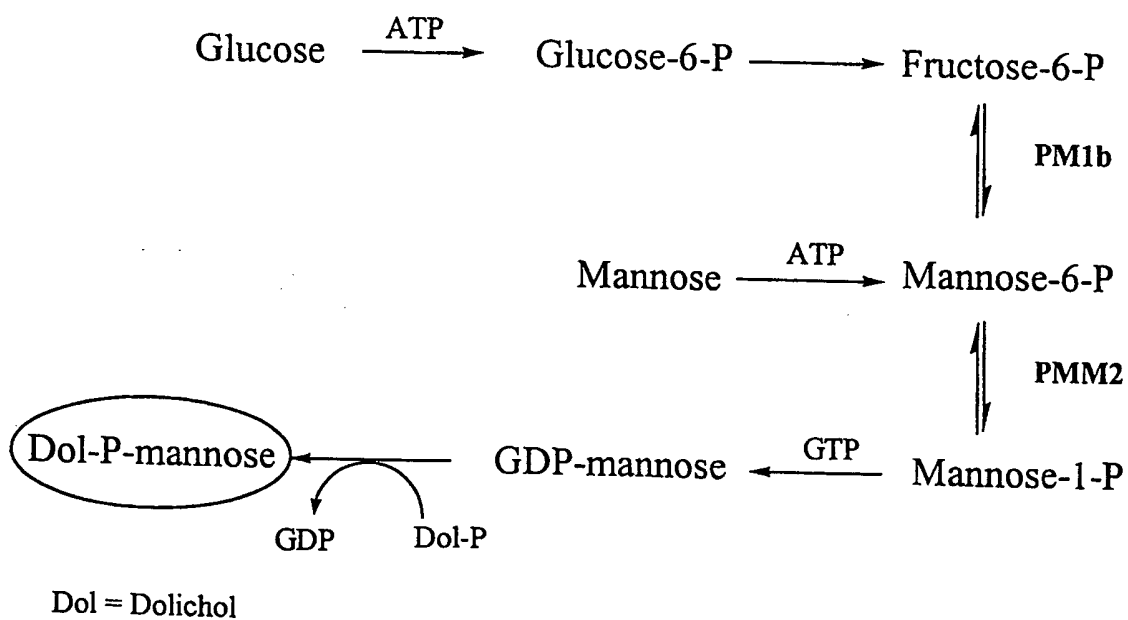 ATP
Glucose Glucose-6-P Fructose-6-P
PM1b
ATP
Mannose Mannose-6-P
PMM2
Dol-P-mannose GDP-mannose GTP Mannose-1-P
GDP Dol-P
Dol = Dolichol